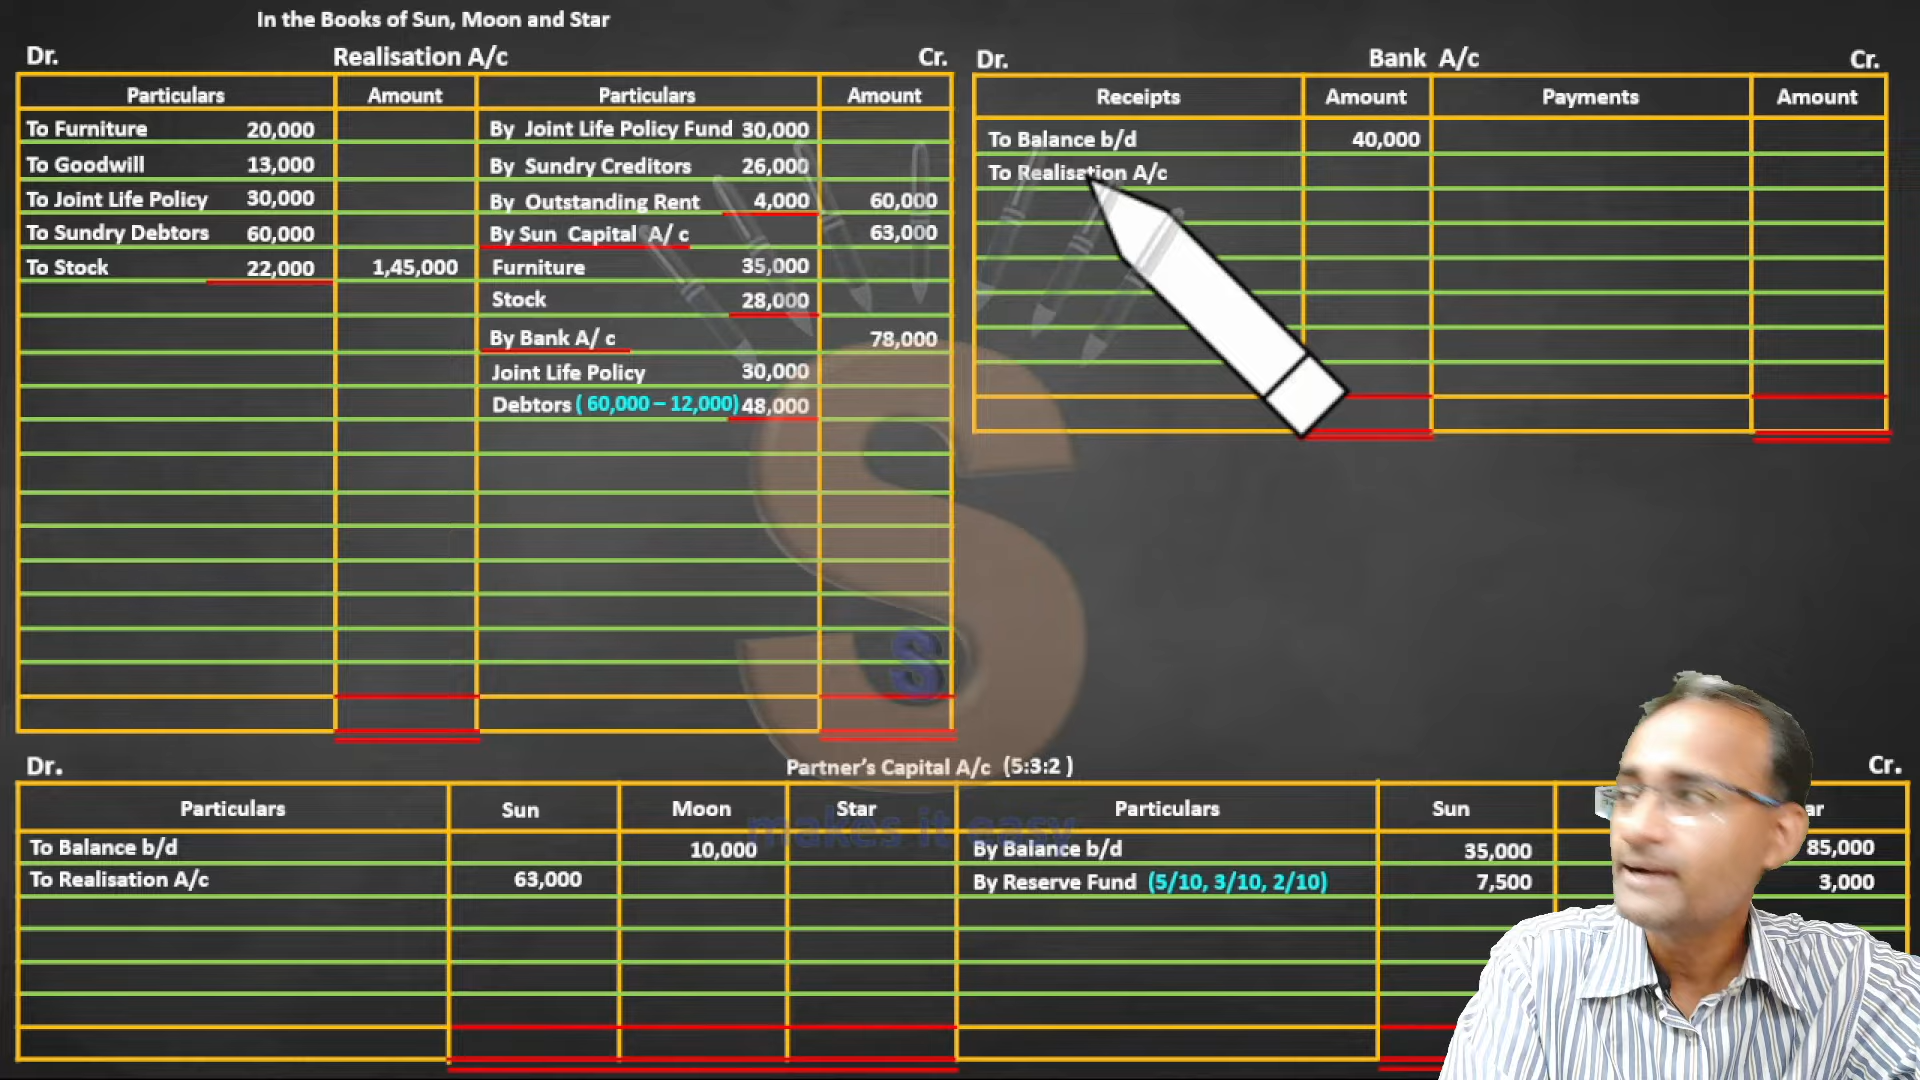 In the Books of Sun, Moon and Star
Dr. Realisation A/c Cr.
Particulars Amount Particulars Amount
To Furniture 20,000 By Joint Life Policy Fund 30,000
To Goodwill 13,000 By Sundry Creditors 26,000
To Joint Life Policy 30,000 By Outstanding Rent 4,000 60,000
To Sundry Debtors 60,000 By Sun Capital A/ c 63,000
To Stock 22,000 1,45,000 Furniture 35,000
Stock 28,000
By Bank A/ c 78,000
Joint Life Policy 30,000
Debtors ( 60,000 – 12,000) 48,000
Dr. Bank A/c Cr.
Receipts Amount Payments Amount
To Balance b/d 40,000
To Realisation A/c
S
S
makes it easy
Dr. Partner’s Capital A/c (5:3:2 ) Cr.
Particulars Sun Moon Star Particulars Sun ar
To Balance b/d 10,000 By Balance b/d 35,000 85,000
To Realisation A/c 63,000 By Reserve Fund (5/10, 3/10, 2/10) 7,500 3,000